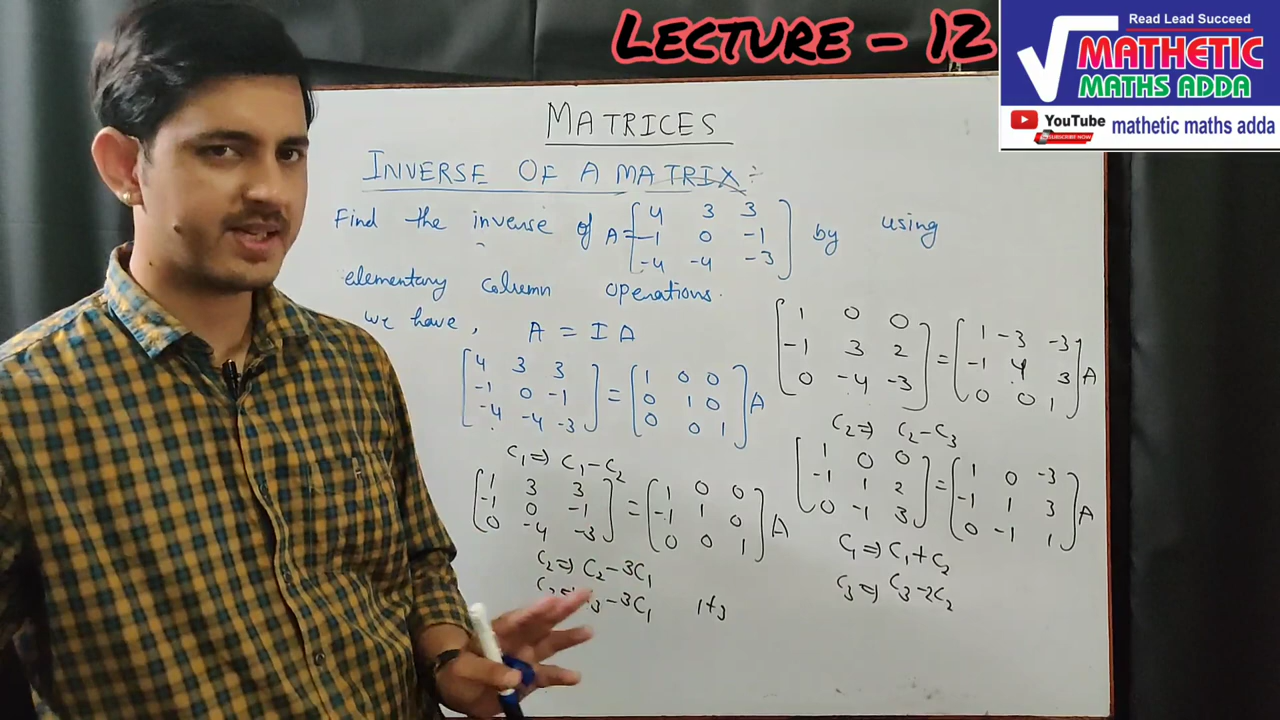 LECTURE - 12
Read Lead Succeed
MATHETIC
MATHS ADDA
YouTube
SUBSCRIBE NOW
mathetic maths adda
MATRICES
INVERSE OF A MATRIX :-
Find the inverse of A = [ 4 3 3 by using
-1 0 -1
-4 -4 -3 ]
elementary column operations.
we have, A = I A
[ 4 3 3 ] = [ 1 0 0 ] A
-1 0 -1 0 1 0
-4 -4 -3 0 0 1
C1 ⇒ C1 - C2
[ 1 3 3 ] = [ 1 0 0 ] A
-1 0 -1 -1 1 0
0 -4 -3 0 0 1
C2 ⇒ C2 - 3C1
3 - 3C1 1+3
[ 1 0 0 ] = [ 1 -3 -3 ] A
-1 3 2 -1 4 3
0 -4 -3 0 0 1
C2 ⇒ C2 - C3
[ 1 0 0 ] = [ 1 0 -3 ] A
-1 1 2 -1 1 3
0 -1 3 0 -1 1
C1 ⇒ C1 + C2
C3 ⇒ C3 - 2C2